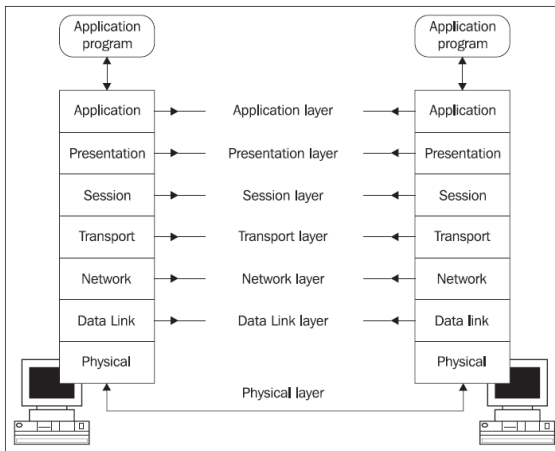 Application
program
Application
program
Application
Application layer
Application
Presentation
Presentation layer
Presentation
Session
Session layer
Session
Transport
Transport layer
Transport
Network
Network layer
Network
Data Link
Data Link layer
Data link
Physical
Physical
Physical layer